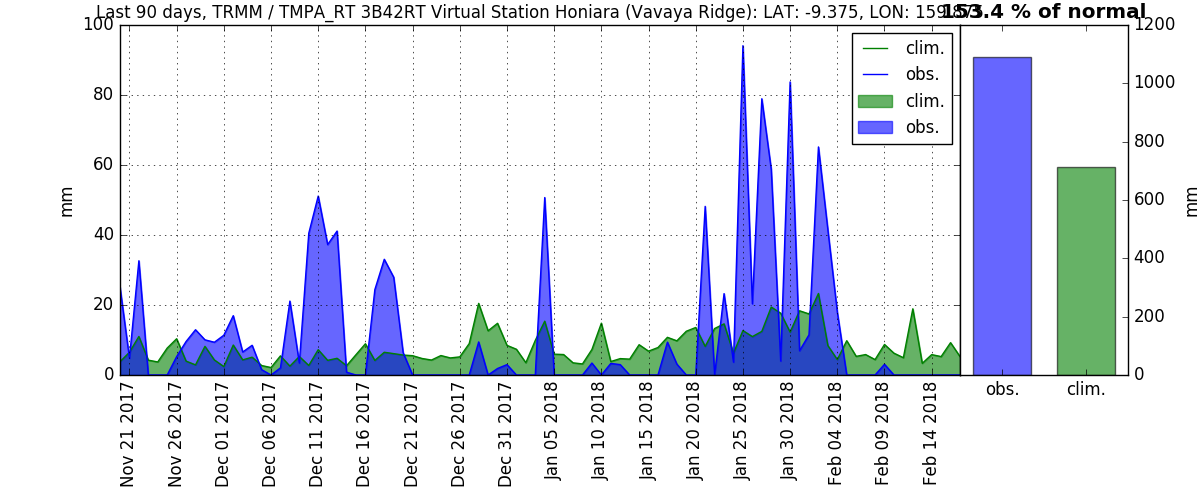 Last 90 days, TRMM / TMPA_RT 3B42RT Virtual Station Honiara (Vavaya Ridge): LAT: -9.375, LON:
153.4 % of normal
100
80
60
40
20
0
mm
clim.
obs.
clim.
obs.
1200
1000
800
600
400
200
0
mm
obs.
clim.
Nov 21 2017
Nov 26 2017
Dec 01 2017
Dec 06 2017
Dec 11 2017
Dec 16 2017
Dec 21 2017
Dec 26 2017
Dec 31 2017
Jan 05 2018
Jan 10 2018
Jan 15 2018
Jan 20 2018
Jan 25 2018
Jan 30 2018
Feb 04 2018
Feb 09 2018
Feb 14 2018